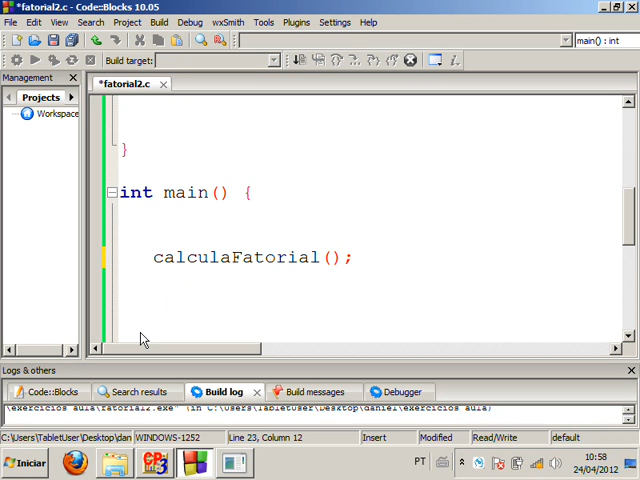 *fatorial2.c - Code::Blocks 10.05
File Edit View Search Project Build Debug wxSmith Tools Plugins Settings Help
main() : int
Build target:
Management
*fatorial2.c
Projects
Workspace
}
int main() {
calculaFatorial();
Logs & others
Code::Blocks Search results Build log Build messages Debugger
\exercicios aula\fatorial2.exe" (in C:\Users\TabletUser\Desktop\daniel\exercicios aula)
C:\Users\TabletUser\Desktop\dan WINDOWS-1252 Line 23, Column 12 Insert Modified Read/Write default
Iniciar
PT
10:58
24/04/2012